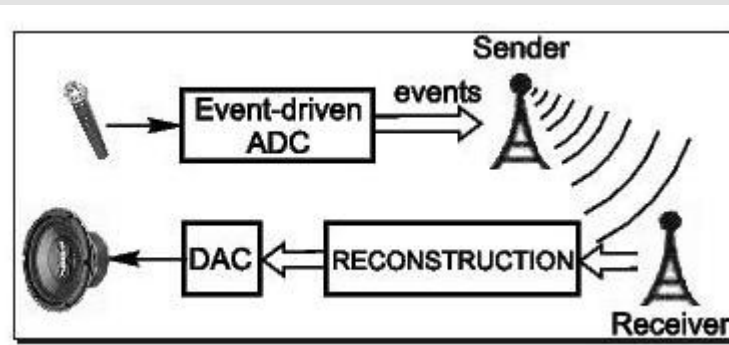 Sender
Event-driven
ADC
events
DAC
RECONSTRUCTION
Receiver